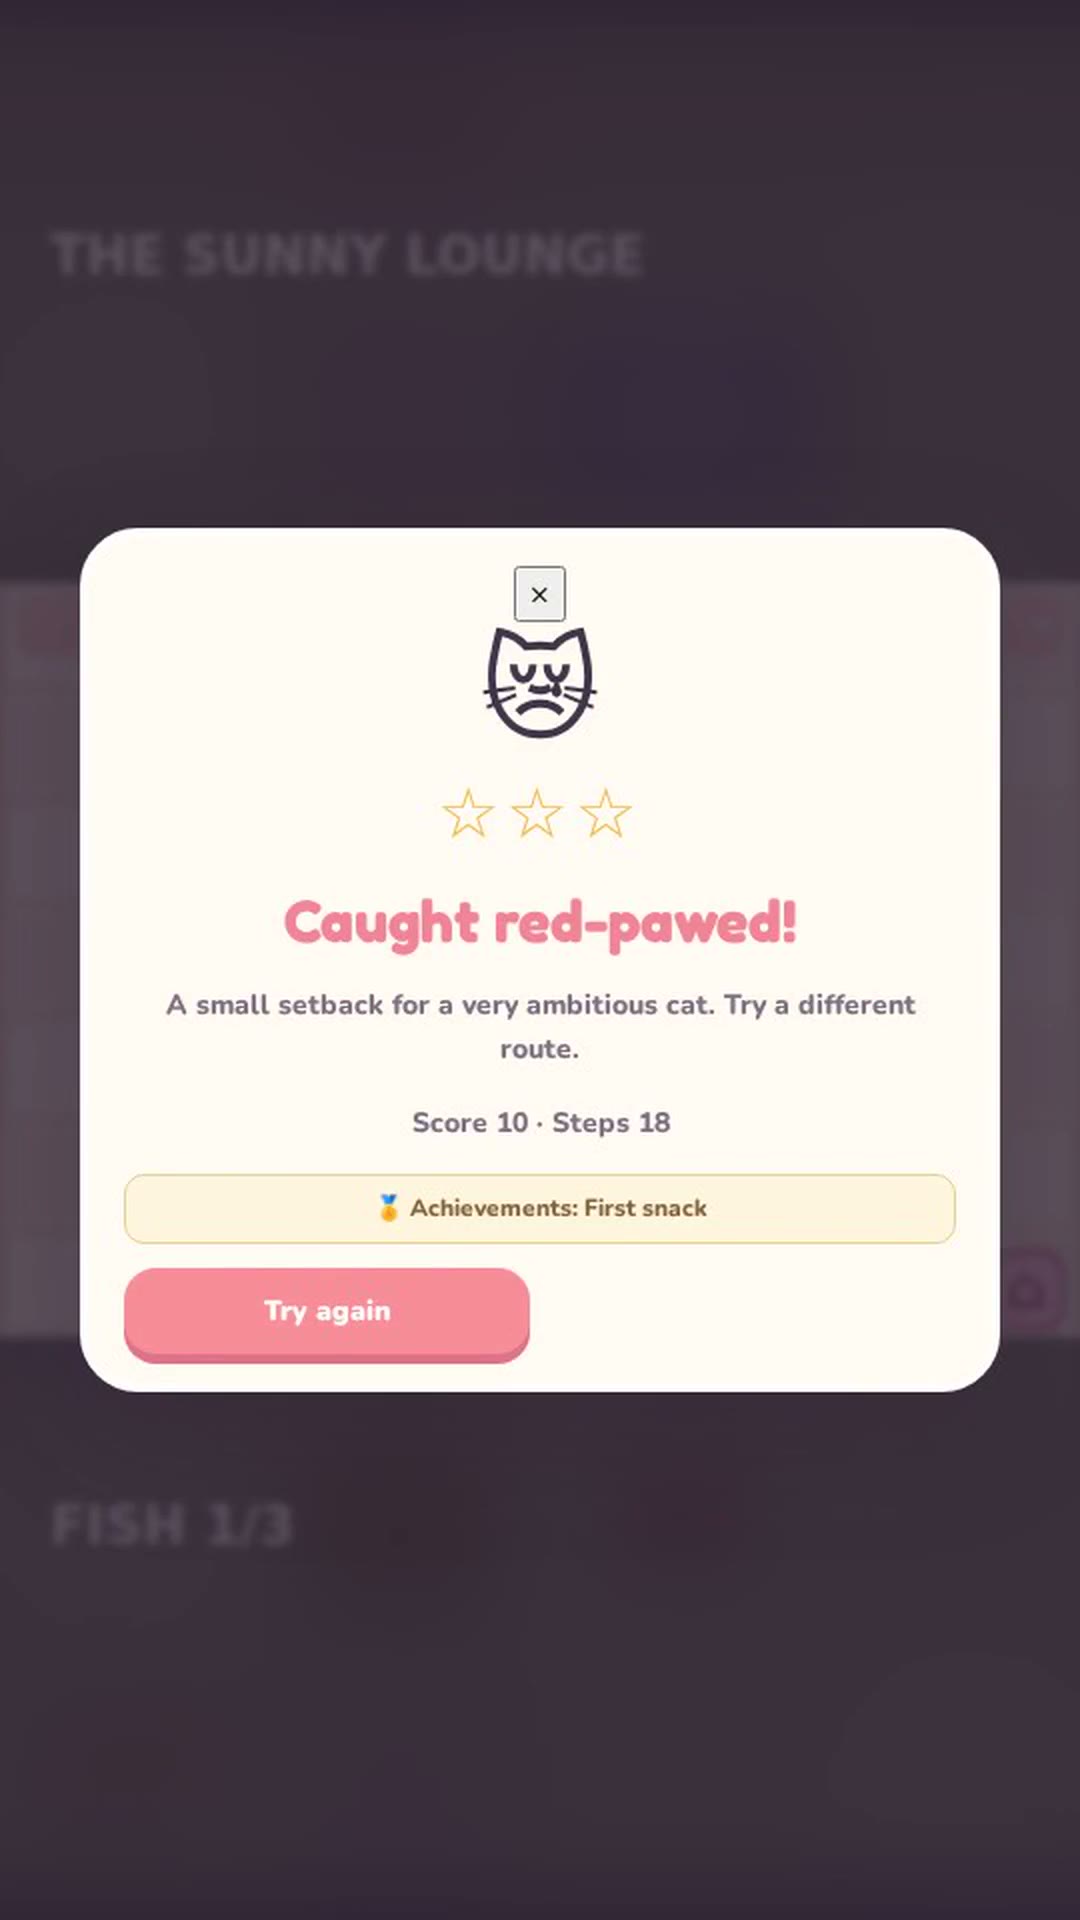 THE SUNNY LOUNGE
×
☆☆☆
Caught red-pawed!
A small setback for a very ambitious cat. Try a different
route.
Score 10 · Steps 18
🏅 Achievements: First snack
Try again
FISH 1/3